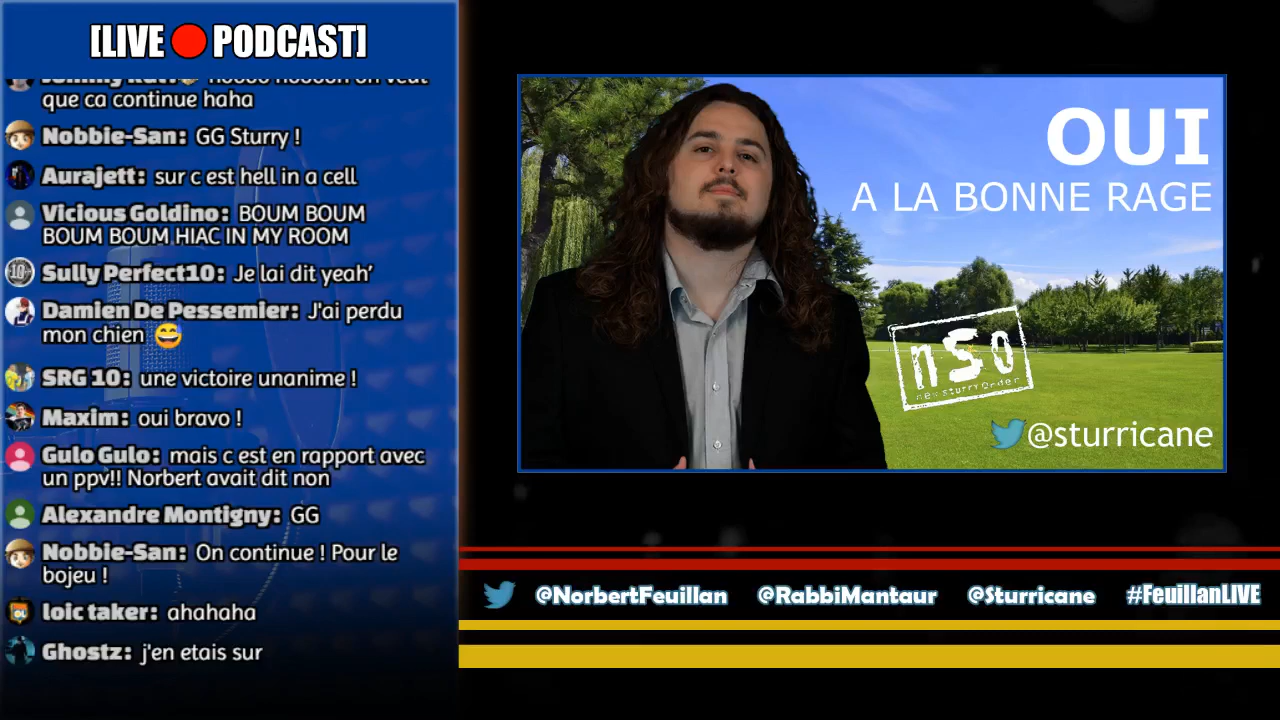 [LIVE PODCAST]
que ca continue haha
Nobbie-San: GG Sturry !
Aurajett: sur c est hell in a cell
Vicious Goldino: BOUM BOUM
BOUM BOUM HIAC IN MY ROOM
Sully Perfect10: Je lai dit yeah'
Damien De Pessemier: J'ai perdu
mon chien
SRG 10: une victoire unanime !
Maxim: oui bravo !
Gulo Gulo: mais c est en rapport avec
un ppv!! Norbert avait dit non
Alexandre Montigny: GG
Nobbie-San: On continue ! Pour le
bojeu !
loic taker: ahahaha
Ghostz: j'en etais sur
OUI
A LA BONNE RAGE
nSo
new sturry Order
@sturricane
@NorbertFeuillan @RabbiMantaur @Sturricane #FeuillanLIVE